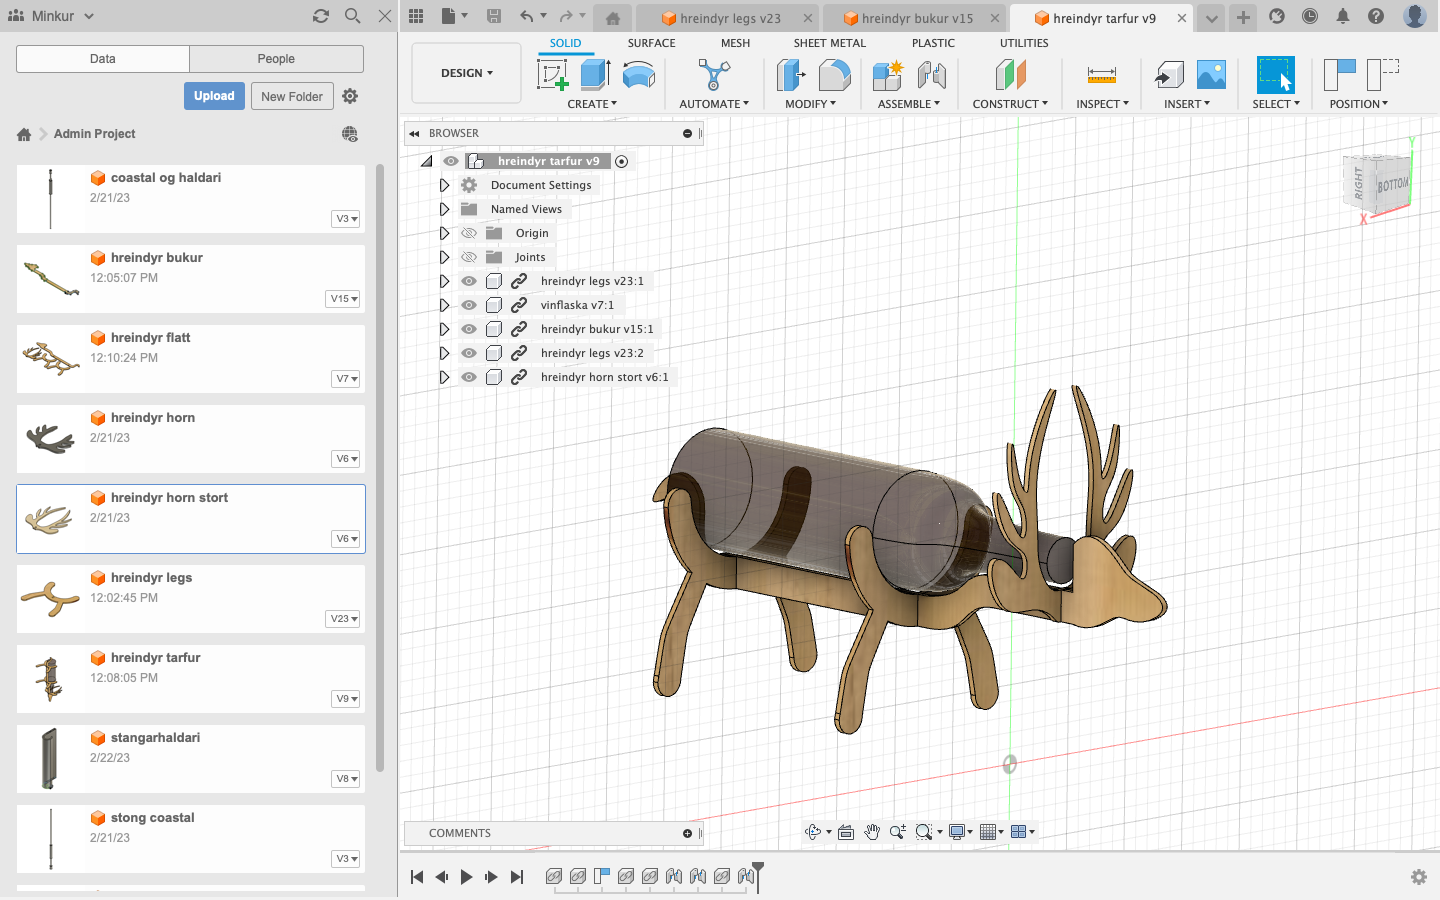 Minkur
hreindyr legs v23
hreindyr bukur v15
hreindyr tarfur v9
Data
People
Upload
New Folder
Admin Project
DESIGN
SOLID
SURFACE
MESH
SHEET METAL
PLASTIC
UTILITIES
CREATE
AUTOMATE
MODIFY
ASSEMBLE
CONSTRUCT
INSPECT
INSERT
SELECT
POSITION
coastal og haldari
2/21/23
V3
hreindyr bukur
12:05:07 PM
V15
hreindyr flatt
12:10:24 PM
V7
hreindyr horn
2/21/23
V6
hreindyr horn stort
2/21/23
V6
hreindyr legs
12:02:45 PM
V23
hreindyr tarfur
12:08:05 PM
V9
stangarhaldari
2/22/23
V8
stong coastal
2/21/23
V3
BROWSER
hreindyr tarfur v9
Document Settings
Named Views
Origin
Joints
hreindyr legs v23:1
vinflaska v7:1
hreindyr bukur v15:1
hreindyr legs v23:2
hreindyr horn stort v6:1
Y
RIGHT
BOTTOM
X
COMMENTS